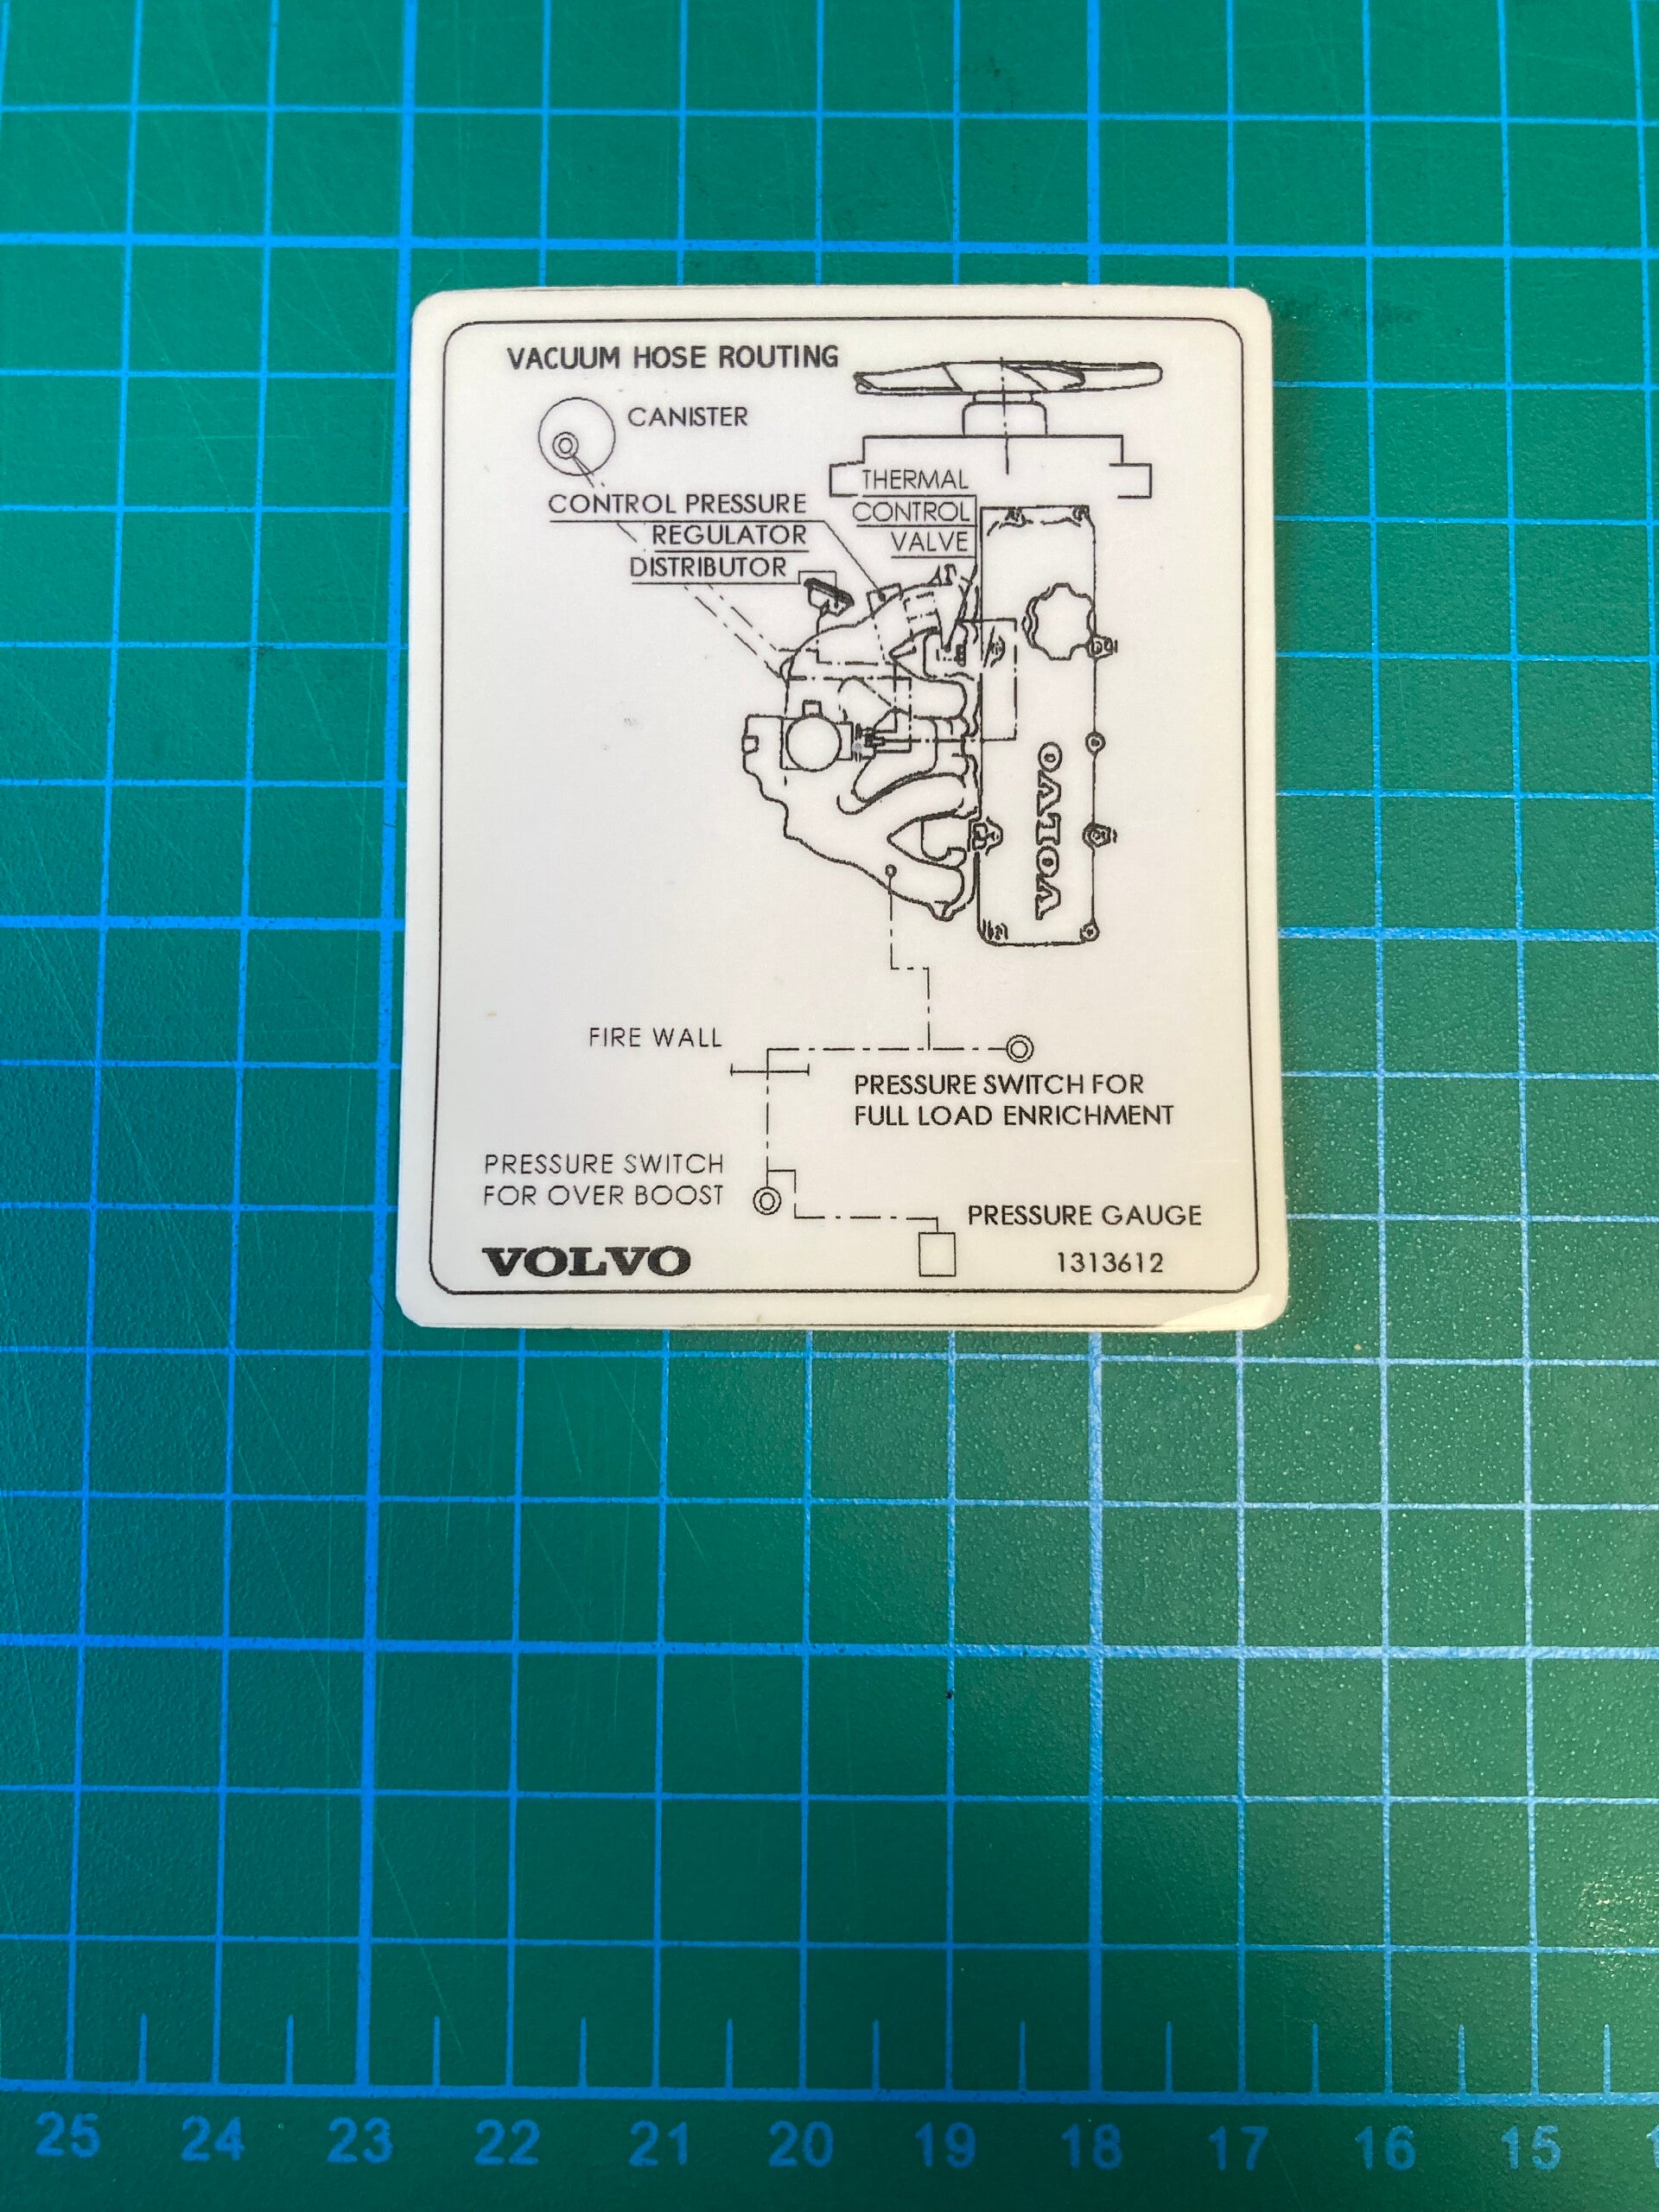 VACUUM HOSE ROUTING
CANISTER
THERMAL
CONTROL
VALVE
CONTROL PRESSURE
REGULATOR
DISTRIBUTOR
VOLVO
FIRE WALL
PRESSURE SWITCH FOR
FULL LOAD ENRICHMENT
PRESSURE SWITCH
FOR OVER BOOST
PRESSURE GAUGE
VOLVO
1313612
25 24 23 22 21 20 19 18 17 16 15